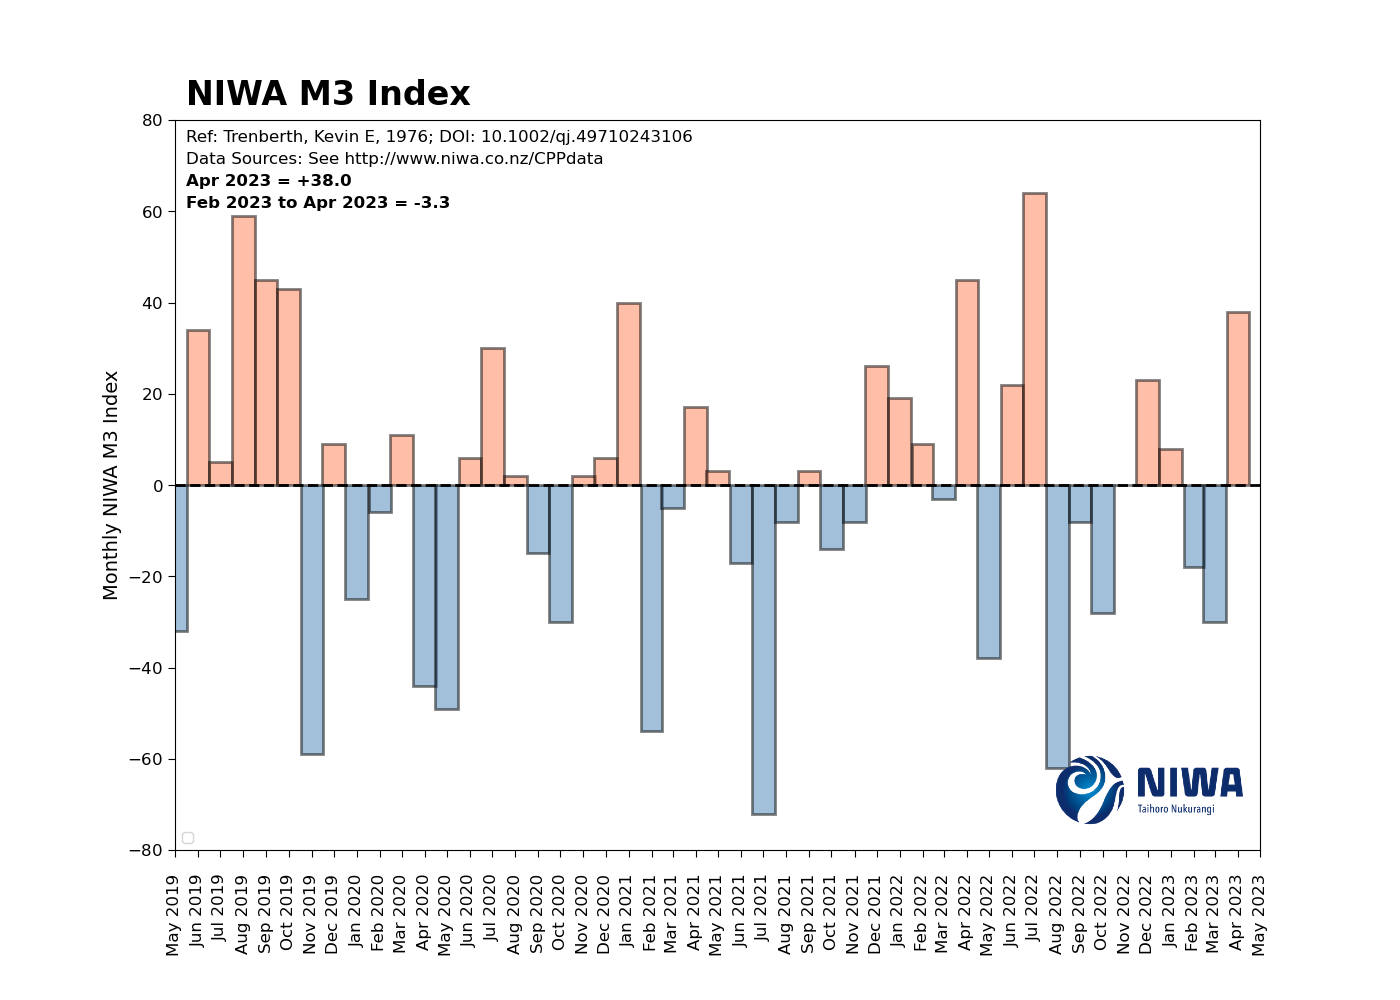 NIWA M3 Index
Ref: Trenberth, Kevin E, 1976; DOI: 10.1002/qj.49710243106
Data Sources: See http://www.niwa.co.nz/CPPdata
Apr 2023 = +38.0
Feb 2023 to Apr 2023 = -3.3
Monthly NIWA M3 Index
80
60
40
20
0
−20
−40
−60
−80
NIWA
Taihoro Nukurangi
May 2019
Jun 2019
Jul 2019
Aug 2019
Sep 2019
Oct 2019
Nov 2019
Dec 2019
Jan 2020
Feb 2020
Mar 2020
Apr 2020
May 2020
Jun 2020
Jul 2020
Aug 2020
Sep 2020
Oct 2020
Nov 2020
Dec 2020
Jan 2021
Feb 2021
Mar 2021
Apr 2021
May 2021
Jun 2021
Jul 2021
Aug 2021
Sep 2021
Oct 2021
Nov 2021
Dec 2021
Jan 2022
Feb 2022
Mar 2022
Apr 2022
May 2022
Jun 2022
Jul 2022
Aug 2022
Sep 2022
Oct 2022
Nov 2022
Dec 2022
Jan 2023
Feb 2023
Mar 2023
Apr 2023
May 2023